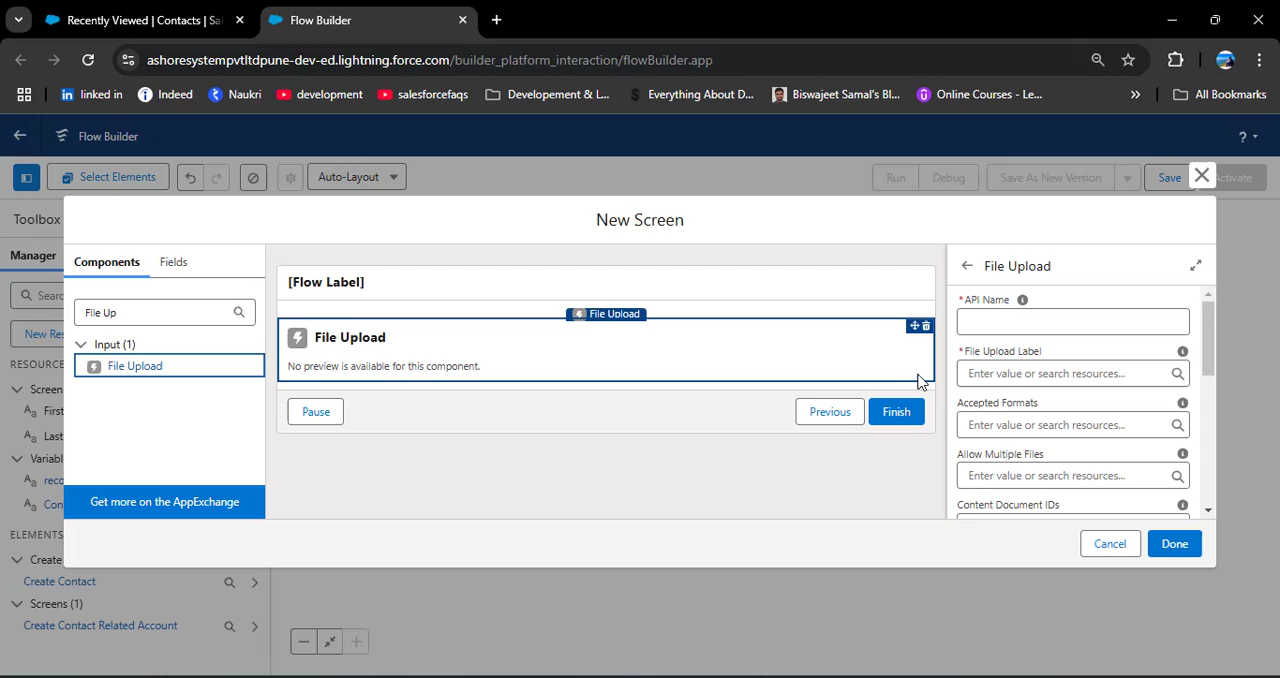 Recently Viewed | Contacts | Sa
Flow Builder
ashoresystempvtltdpune-dev-ed.lightning.force.com/builder_platform_interaction/flowBuilder.app
linked in
Indeed
Naukri
development
salesforcefaqs
Developement & L...
Everything About D...
Biswajeet Samal's Bl...
Online Courses - Le...
All Bookmarks
Flow Builder
?
Select Elements
Auto-Layout
Run
Debug
Save As New Version
Save
Activate
Toolbox
New Screen
Manager
Components
Fields
[Flow Label]
File Upload
Sear
File Up
File Upload
API Name
New Res
Input (1)
File Upload
No preview is available for this component.
*File Upload Label
Enter value or search resources...
RESOURCE
Screen
First
Last
Pause
Previous
Finish
Accepted Formats
Enter value or search resources...
Variabl
reco
Con
Allow Multiple Files
Enter value or search resources...
Get more on the AppExchange
Content Document IDs
ELEMENTS
Create
Cancel
Done
Create Contact
Screens (1)
Create Contact Related Account